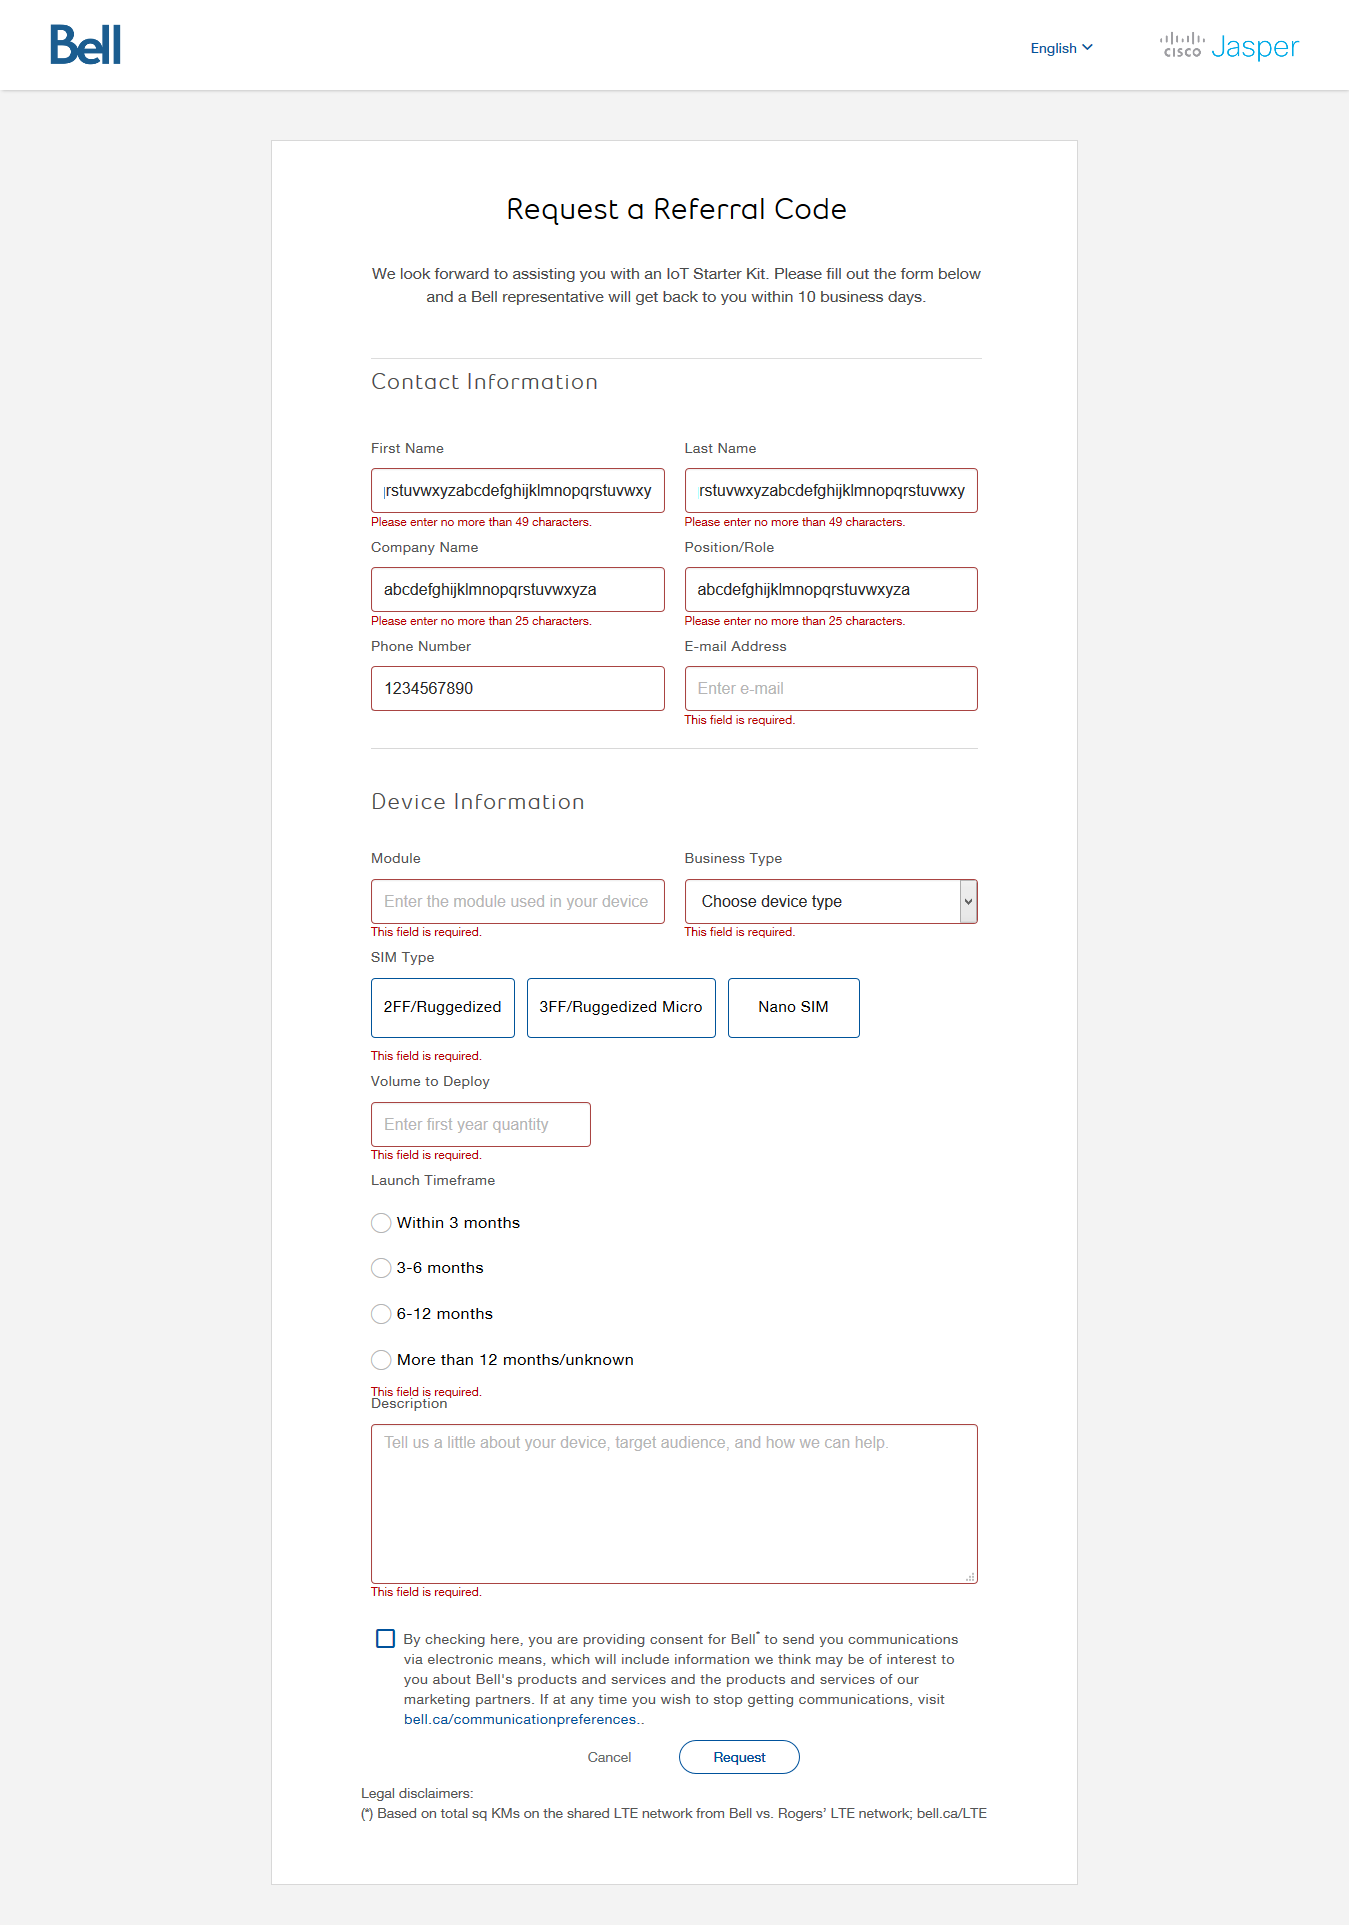 Bell
English
CISCO Jasper
Request a Referral Code
We look forward to assisting you with an IoT Starter Kit. Please fill out the form below
and a Bell representative will get back to you within 10 business days.
Contact Information
First Name
Last Name
rstuvwxyzabcdefghijklmnopqrstuvwxy
rstuvwxyzabcdefghijklmnopqrstuvwxy
Please enter no more than 49 characters.
Please enter no more than 49 characters.
Company Name
Position/Role
abcdefghijklmnopqrstuvwxyza
abcdefghijklmnopqrstuvwxyza
Please enter no more than 25 characters.
Please enter no more than 25 characters.
Phone Number
E-mail Address
1234567890
Enter e-mail
This field is required.
Device Information
Module
Business Type
Enter the module used in your device
Choose device type
This field is required.
This field is required.
SIM Type
2FF/Ruggedized
3FF/Ruggedized Micro
Nano SIM
This field is required.
Volume to Deploy
Enter first year quantity
This field is required.
Launch Timeframe
Within 3 months
3-6 months
6-12 months
More than 12 months/unknown
This field is required.
Description
Tell us a little about your device, target audience, and how we can help.
This field is required.
By checking here, you are providing consent for Bell* to send you communications
via electronic means, which will include information we think may be of interest to
you about Bell's products and services and the products and services of our
marketing partners. If at any time you wish to stop getting communications, visit
bell.ca/communicationpreferences..
Cancel
Request
Legal disclaimers:
(*) Based on total sq KMs on the shared LTE network from Bell vs. Rogers’ LTE network; bell.ca/LTE